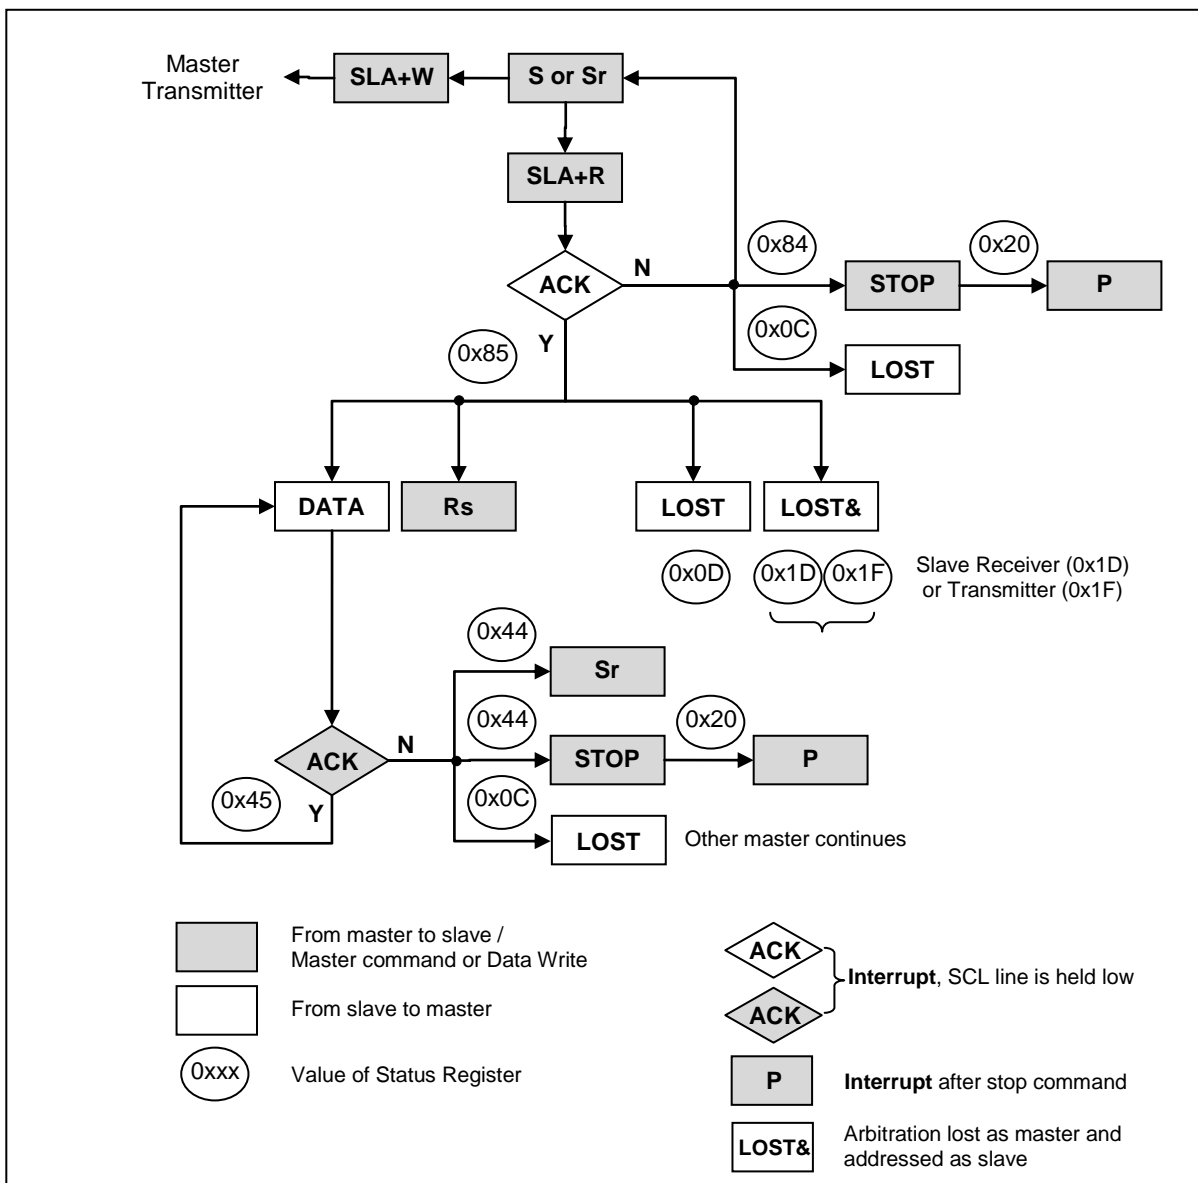 Master
Transmitter
SLA+W
S or Sr
SLA+R
ACK
N
Y
0x84
STOP
0x20
P
0x0C
LOST
0x85
DATA
Rs
LOST
LOST&
0x0D
0x1D
0x1F
Slave Receiver (0x1D)
or Transmitter (0x1F)
0x44
Sr
ACK
N
Y
0x44
STOP
0x20
P
0x45
0x0C
LOST
Other master continues
From master to slave /
Master command or Data Write
From slave to master
0xxx
Value of Status Register
ACK
ACK
Interrupt, SCL line is held low
P
Interrupt after stop command
LOST&
Arbitration lost as master and
addressed as slave